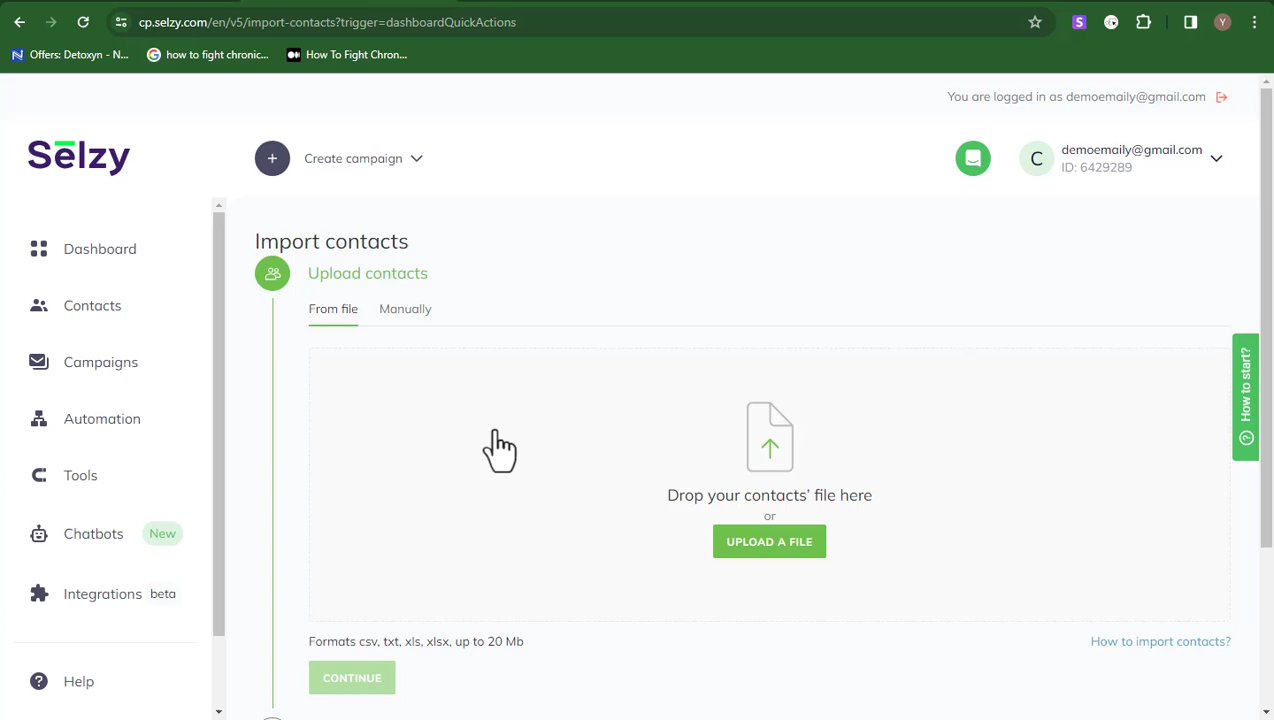 cp.selzy.com/en/v5/import-contacts?trigger=dashboardQuickActions
S
Y
N Offers: Detoxyn - N...
G how to fight chronic...
How To Fight Chron...
You are logged in as demoemaily@gmail.com
Sēlzy
+ Create campaign
C
demoemaily@gmail.com
ID: 6429289
Dashboard
Contacts
Campaigns
Automation
Tools
Chatbots New
Integrations beta
Help
Import contacts
Upload contacts
From file Manually
Drop your contacts’ file here
or
UPLOAD A FILE
Formats csv, txt, xls, xlsx, up to 20 Mb
How to import contacts?
CONTINUE
? How to start?